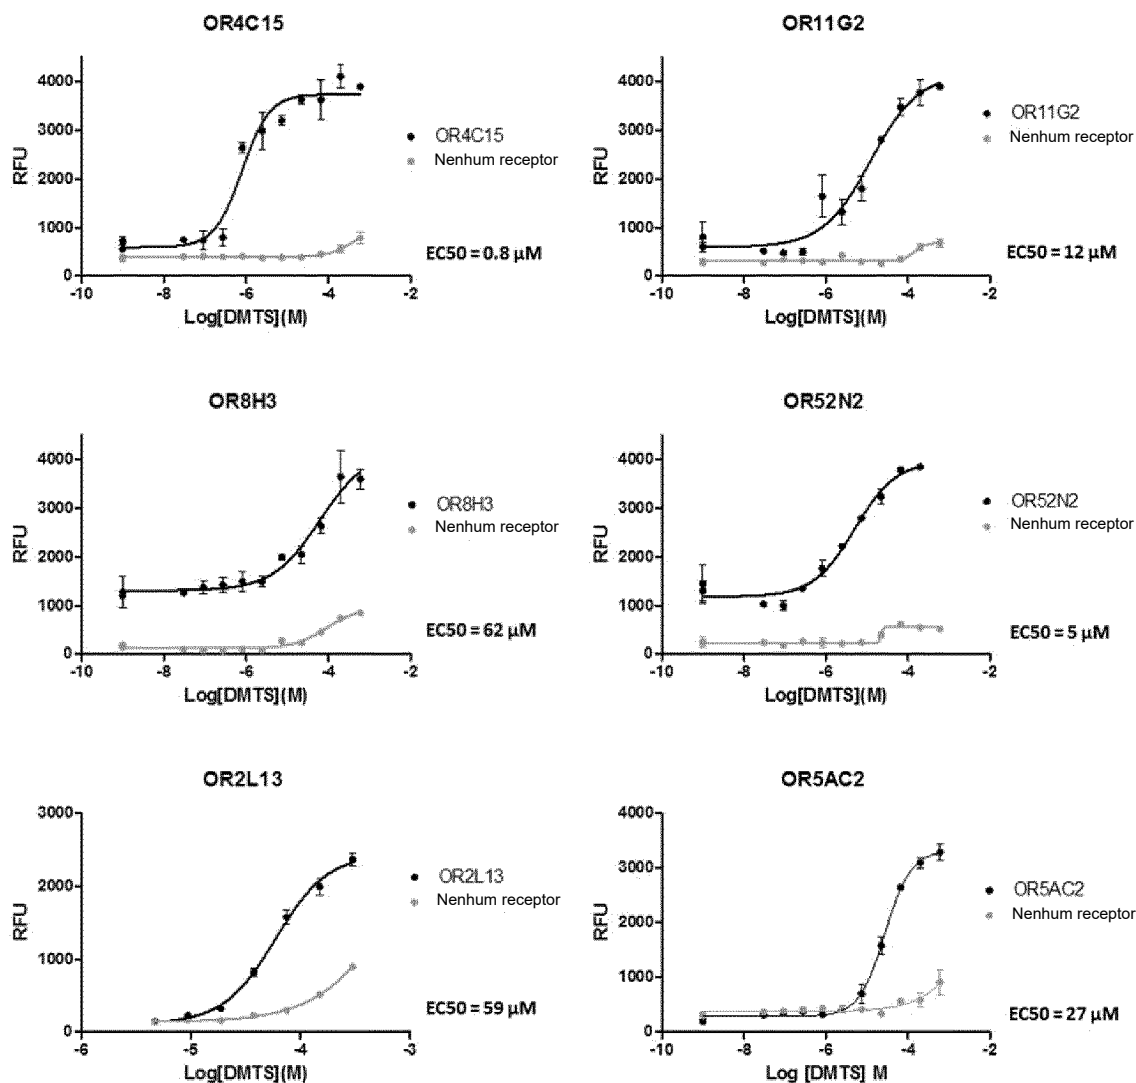 OR4C15
4000
3000
2000
1000
0
RFU
-10
-8
-6
-4
-2
Log[DMTS](M)
OR4C15
Nenhum receptor
EC50 = 0.8 µM
OR11G2
4000
3000
2000
1000
0
RFU
-10
-8
-6
-4
-2
Log[DMTS](M)
OR11G2
Nenhum receptor
EC50 = 12 µM
OR8H3
4000
3000
2000
1000
0
RFU
-10
-8
-6
-4
-2
Log[DMTS](M)
OR8H3
Nenhum receptor
EC50 = 62 µM
OR52N2
4000
3000
2000
1000
0
RFU
-10
-8
-6
-4
-2
Log[DMTS](M)
OR52N2
Nenhum receptor
EC50 = 5 µM
OR2L13
3000
2000
1000
0
RFU
-6
-5
-4
-3
Log[DMTS](M)
OR2L13
Nenhum receptor
EC50 = 59 µM
OR5AC2
4000
3000
2000
1000
0
RFU
-10
-8
-6
-4
-2
Log [DMTS] M
OR5AC2
Nenhum receptor
EC50 = 27 µM